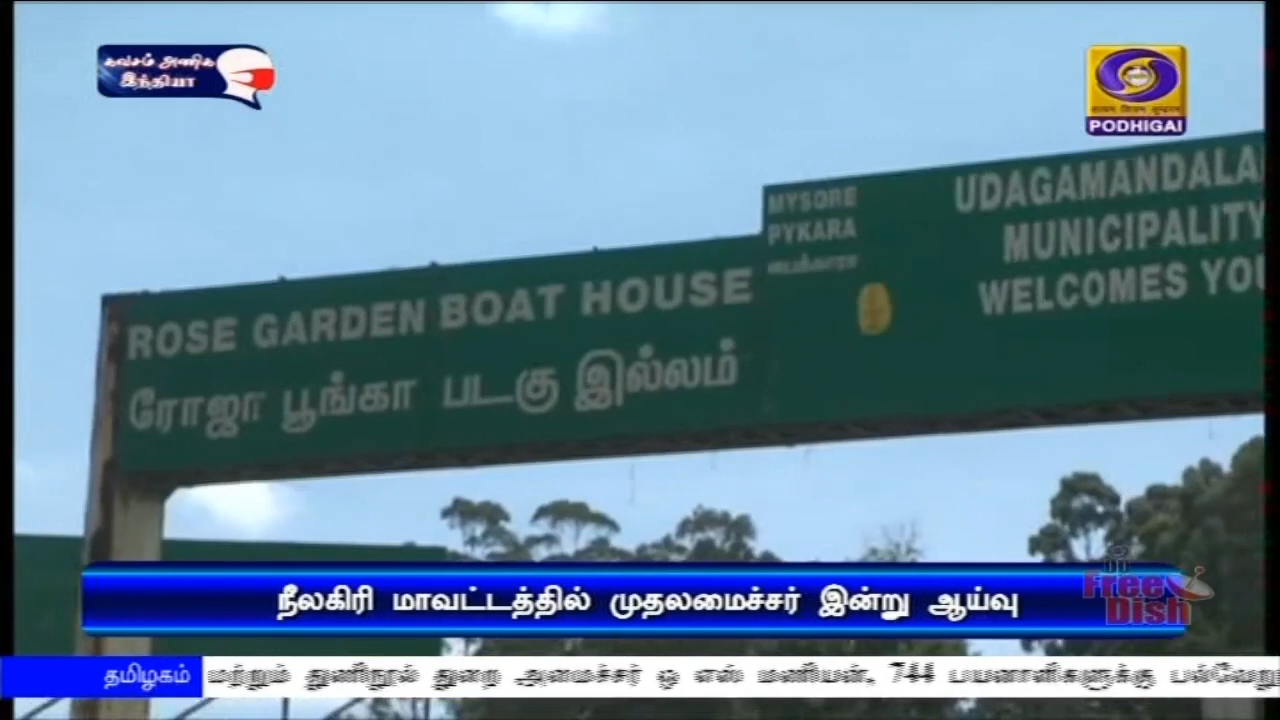 கவசம் அணிக
இந்தியா
PODHIGAI
MYSORE
PYKARA
பைக்காரா
UDAGAMANDALA
MUNICIPALITY
WELCOMES YOU
ROSE GARDEN BOAT HOUSE
ரோஜா பூங்கா படகு இல்லம்
நீலகிரி மாவட்டத்தில் முதலமைச்சர் இன்று ஆய்வு
Free
Dish
தமிழகம் மற்றும் துணிநூல் துறை அமைச்சர் ஓ எஸ் மணியன், 744 பயனாளிகளுக்கு பல்வேறு